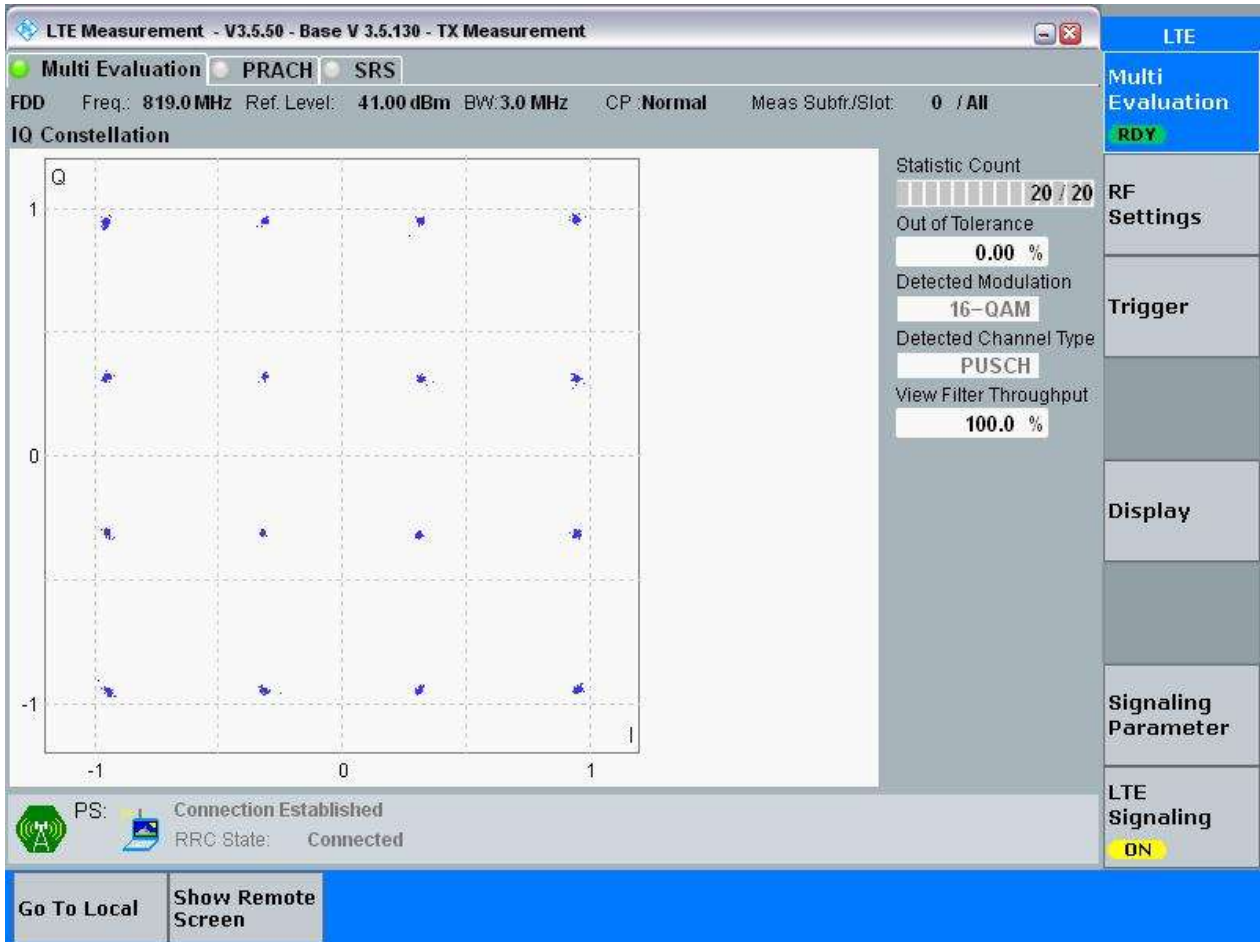 LTE Measurement - V3.5.50 - Base V 3.5.130 - TX Measurement
LTE
Multi Evaluation PRACH SRS
FDD Freq.: 819.0 MHz Ref. Level: 41.00 dBm BW: 3.0 MHz CP : Normal Meas Subfr./Slot: 0 / All
IQ Constellation
Q
1
0
-1
-1 0 1
I
Statistic Count
20 / 20
Out of Tolerance
0.00 %
Detected Modulation
16-QAM
Detected Channel Type
PUSCH
View Filter Throughput
100.0 %
Multi
Evaluation
RDY
RF
Settings
Trigger
Display
Signaling
Parameter
LTE
Signaling
ON
PS: Connection Established
RRC State: Connected
Go To Local
Show Remote
Screen